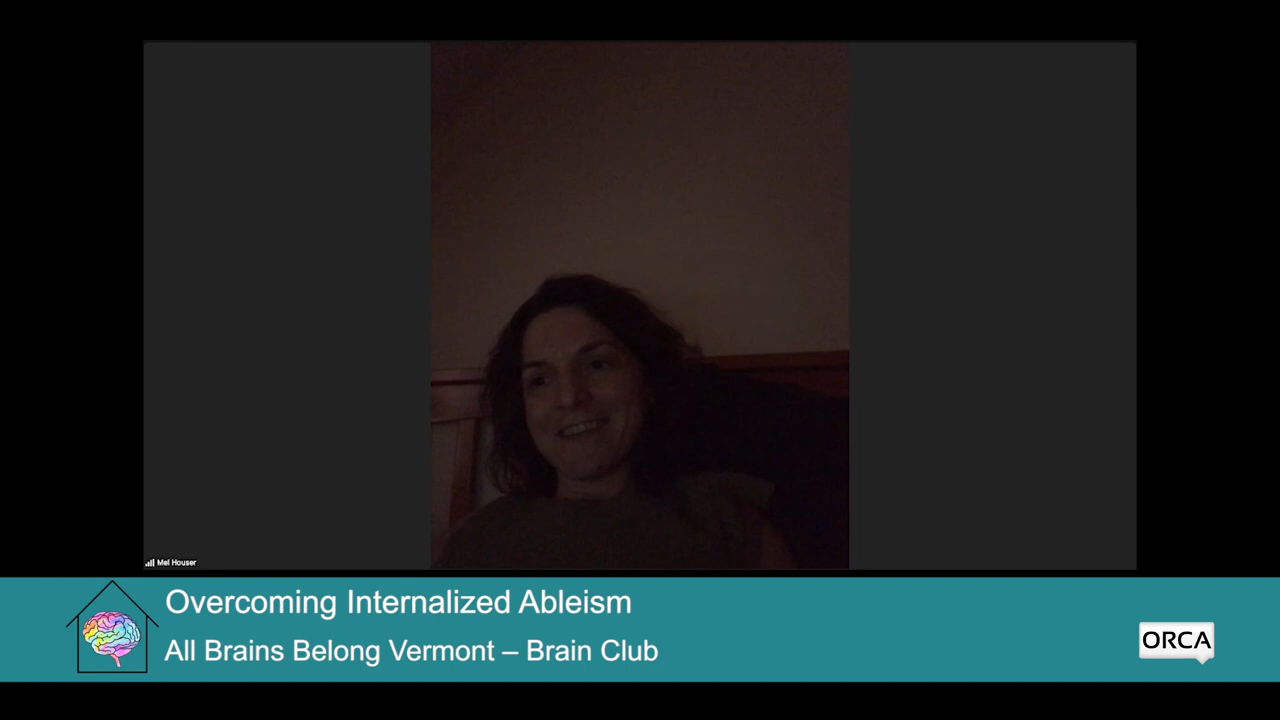 Mel Houser
Overcoming Internalized Ableism
All Brains Belong Vermont – Brain Club
ORCA